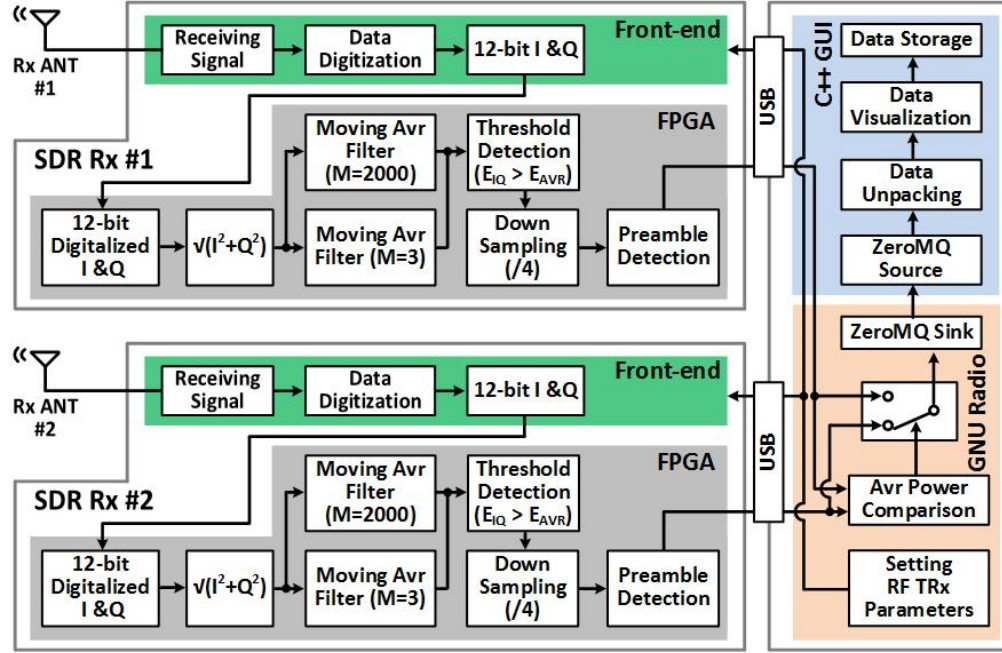 Rx ANT
#1
Receiving
Signal
Data
Digitization
12-bit I &Q
Front-end
SDR Rx #1
FPGA
12-bit
Digitalized
I &Q
√(I²+Q²)
Moving Avr
Filter
(M=2000)
Moving Avr
Filter (M=3)
Threshold
Detection
(E_IQ > E_AVR)
Down
Sampling
(/4)
Preamble
Detection
USB
Rx ANT
#2
Receiving
Signal
Data
Digitization
12-bit I &Q
Front-end
SDR Rx #2
FPGA
12-bit
Digitalized
I &Q
√(I²+Q²)
Moving Avr
Filter
(M=2000)
Moving Avr
Filter (M=3)
Threshold
Detection
(E_IQ > E_AVR)
Down
Sampling
(/4)
Preamble
Detection
USB
C++ GUI
Data Storage
Data
Visualization
Data
Unpacking
ZeroMQ
Source
ZeroMQ Sink
GNU Radio
Avr Power
Comparison
Setting
RF TRx
Parameters